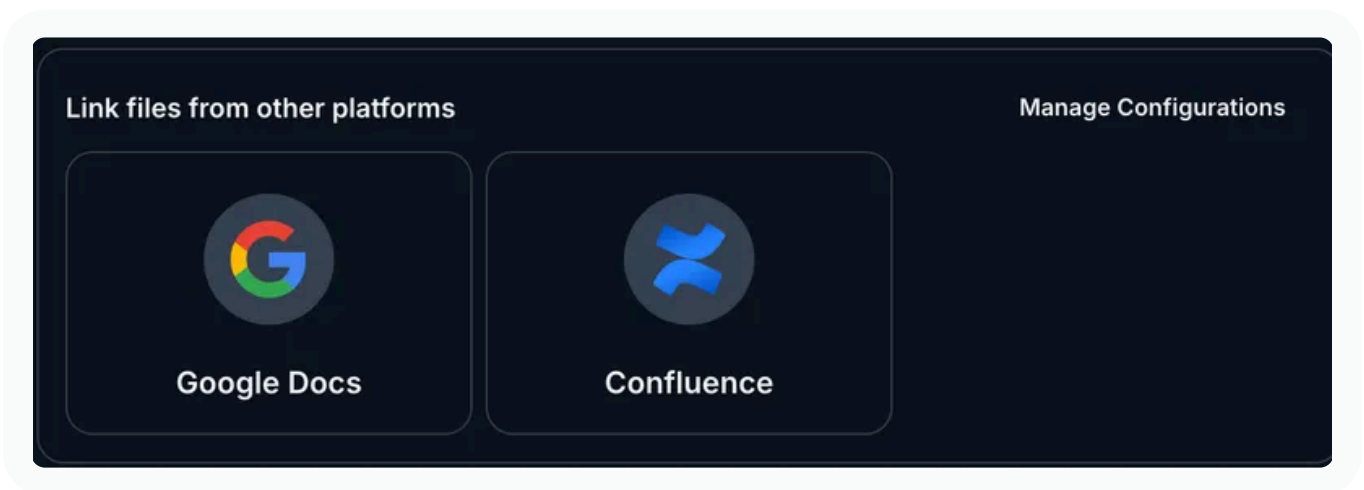 Link files from other platforms
Manage Configurations
Google Docs
Confluence